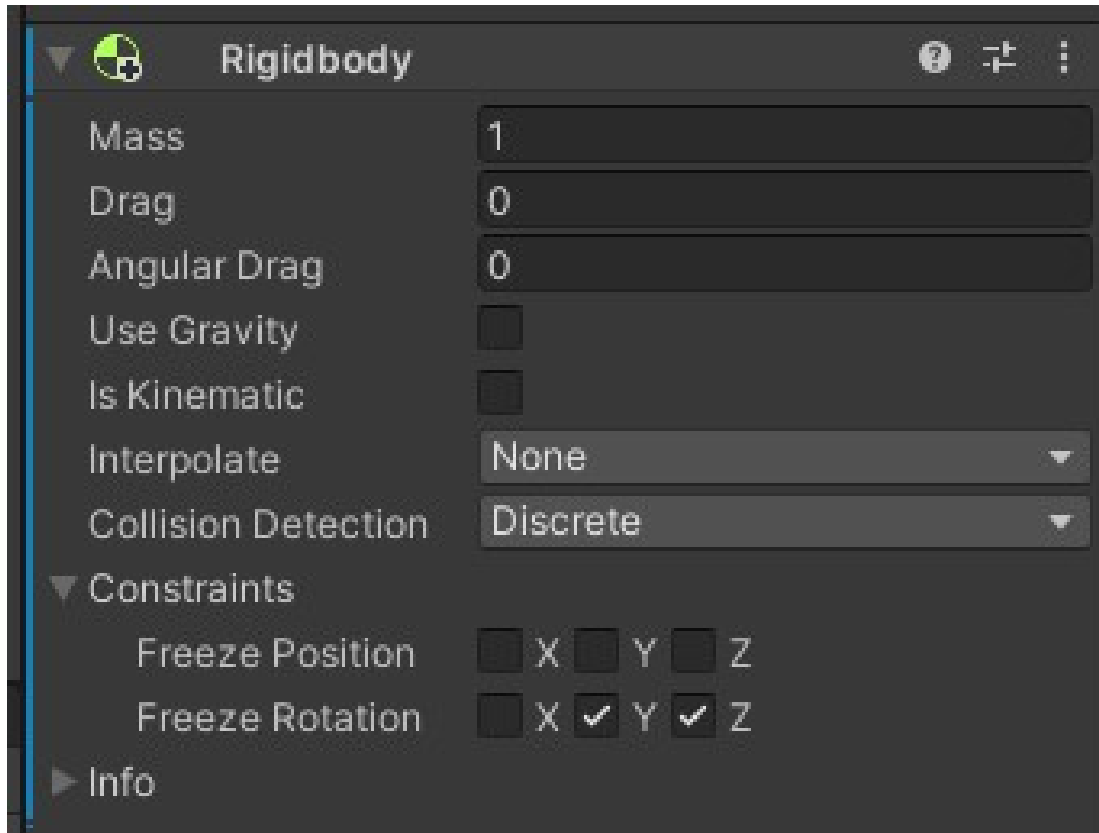 Rigidbody
Mass 1
Drag 0
Angular Drag 0
Use Gravity
Is Kinematic
Interpolate None
Collision Detection Discrete
Constraints
Freeze Position X Y Z
Freeze Rotation X Y Z
Info